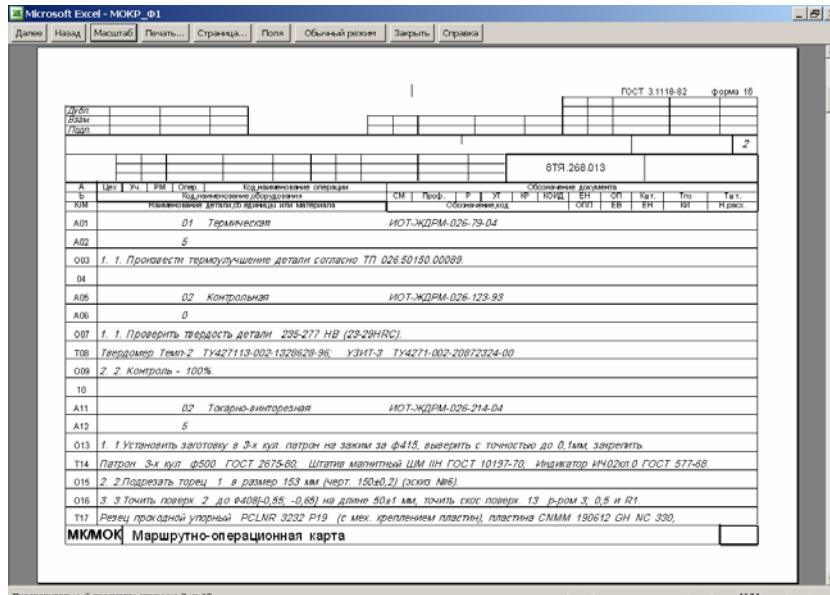 Microsoft Excel - МОКР_Ф1
Далее Назад Масштаб Печать... Страница... Поля Обычный режим Закрыть Справка
ГОСТ 3.1118-82 форма 1б
Дубл.
Взам.
Подп.
2
8ТЯ.268.013
А Цех Уч. РМ Опер. Код,наименование операции Обозначение документа
Б Код,наименование,оборудования СМ Проф. Р УТ КР КОИД ЕН ОП Кшт. Тпз Тшт.
К/М Наименование детали,сб.единицы или материала Обозначение,код ОПП ЕВ ЕН КИ Н.расх.
А01 01 Термическая ИОТ-ЖДРМ-026-79-04
А02 5
О03 1. 1. Произвести термоулучшение детали согласно ТП 026.50150.00089.
04
А05 02 Контрольная ИОТ-ЖДРМ-026-123-93
А06 0
О07 1. 1. Проверить твердость детали 235-277 НВ (23-29HRC).
Т08 Твердомер Темп-2 ТУ427113-002-1328628-96; УЗИТ-3 ТУ4271-002-20872324-00
О09 2. 2. Контроль - 100%.
10
А11 02 Токарно-винторезная ИОТ-ЖДРМ-026-214-04
А12 5
О13 1. 1.Установить заготовку в 3-х кул. патрон на зажим за ф415, выверить с точностью до 0,1мм, закрепить.
Т14 Патрон 3-х кул ф500 ГОСТ 2675-80; Штатив магнитный ШМ IIН ГОСТ 10197-70; Индикатор ИЧ02кл.0 ГОСТ 577-68.
О15 2. 2.Подрезать торец 1 в размер 153 мм (черт. 150±0,2) (эскиз №6).
О16 3. 3.Точить поверх. 2 до ф408(-0,55; -0,65) на длине 50±1 мм, точить скос поверх. 13 р-ром 3; 0,5 и R1.
Т17 Резец проходной упорный PCLNR 3232 P19 (с мех. креплением пластин), пластина CNMM 190612 GH NC 330,
МК/МОК Маршрутно-операционная карта